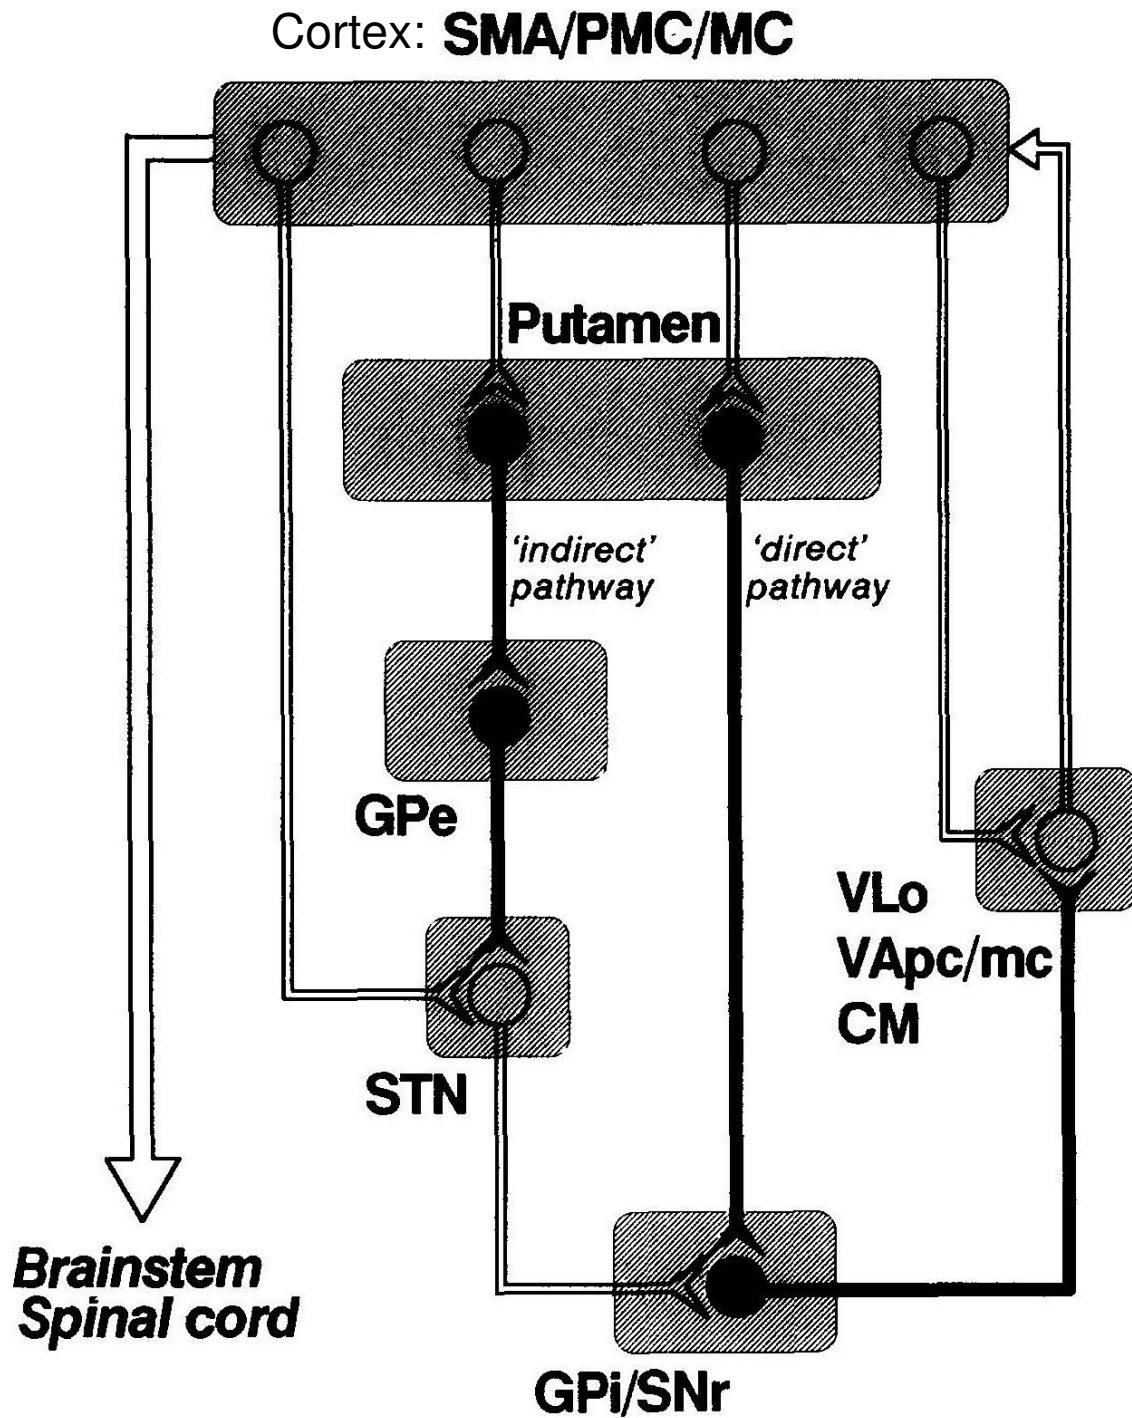 Cortex: SMA/PMC/MC
Putamen
'indirect'
pathway
'direct'
pathway
GPe
VLo
VApc/mc
CM
STN
Brainstem
Spinal cord
GPi/SNr